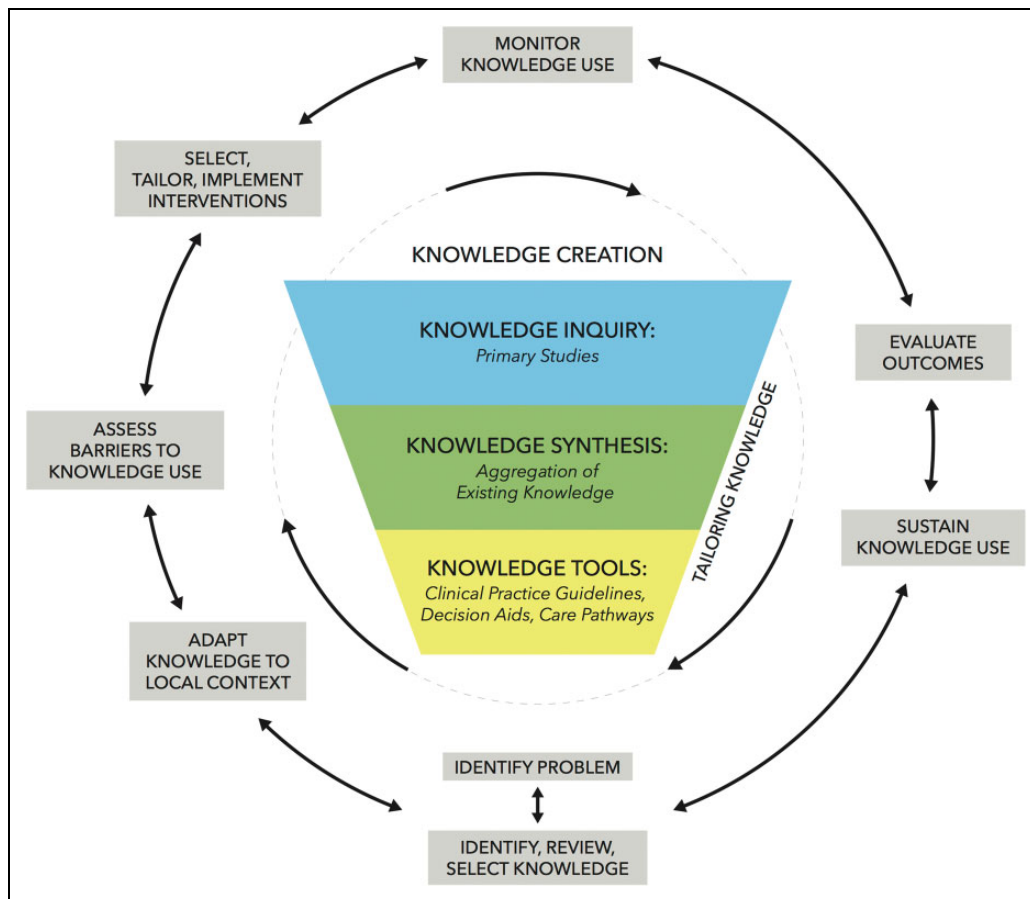 MONITOR
KNOWLEDGE USE
SELECT,
TAILOR, IMPLEMENT
INTERVENTIONS
KNOWLEDGE CREATION
KNOWLEDGE INQUIRY:
Primary Studies
EVALUATE
OUTCOMES
ASSESS
BARRIERS TO
KNOWLEDGE USE
KNOWLEDGE SYNTHESIS:
Aggregation of
Existing Knowledge
TAILORING KNOWLEDGE
SUSTAIN
KNOWLEDGE USE
KNOWLEDGE TOOLS:
Clinical Practice Guidelines,
Decision Aids, Care Pathways
ADAPT
KNOWLEDGE TO
LOCAL CONTEXT
IDENTIFY PROBLEM
IDENTIFY, REVIEW,
SELECT KNOWLEDGE